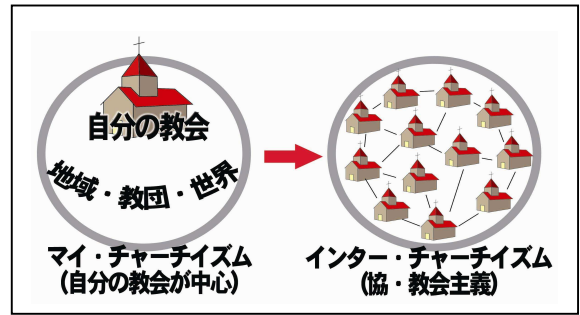 自分の教会
地域・教団・世界
マイ・チャーチイズム
(自分の教会が中心)
インター・チャーチイズム
(協・教会主義)